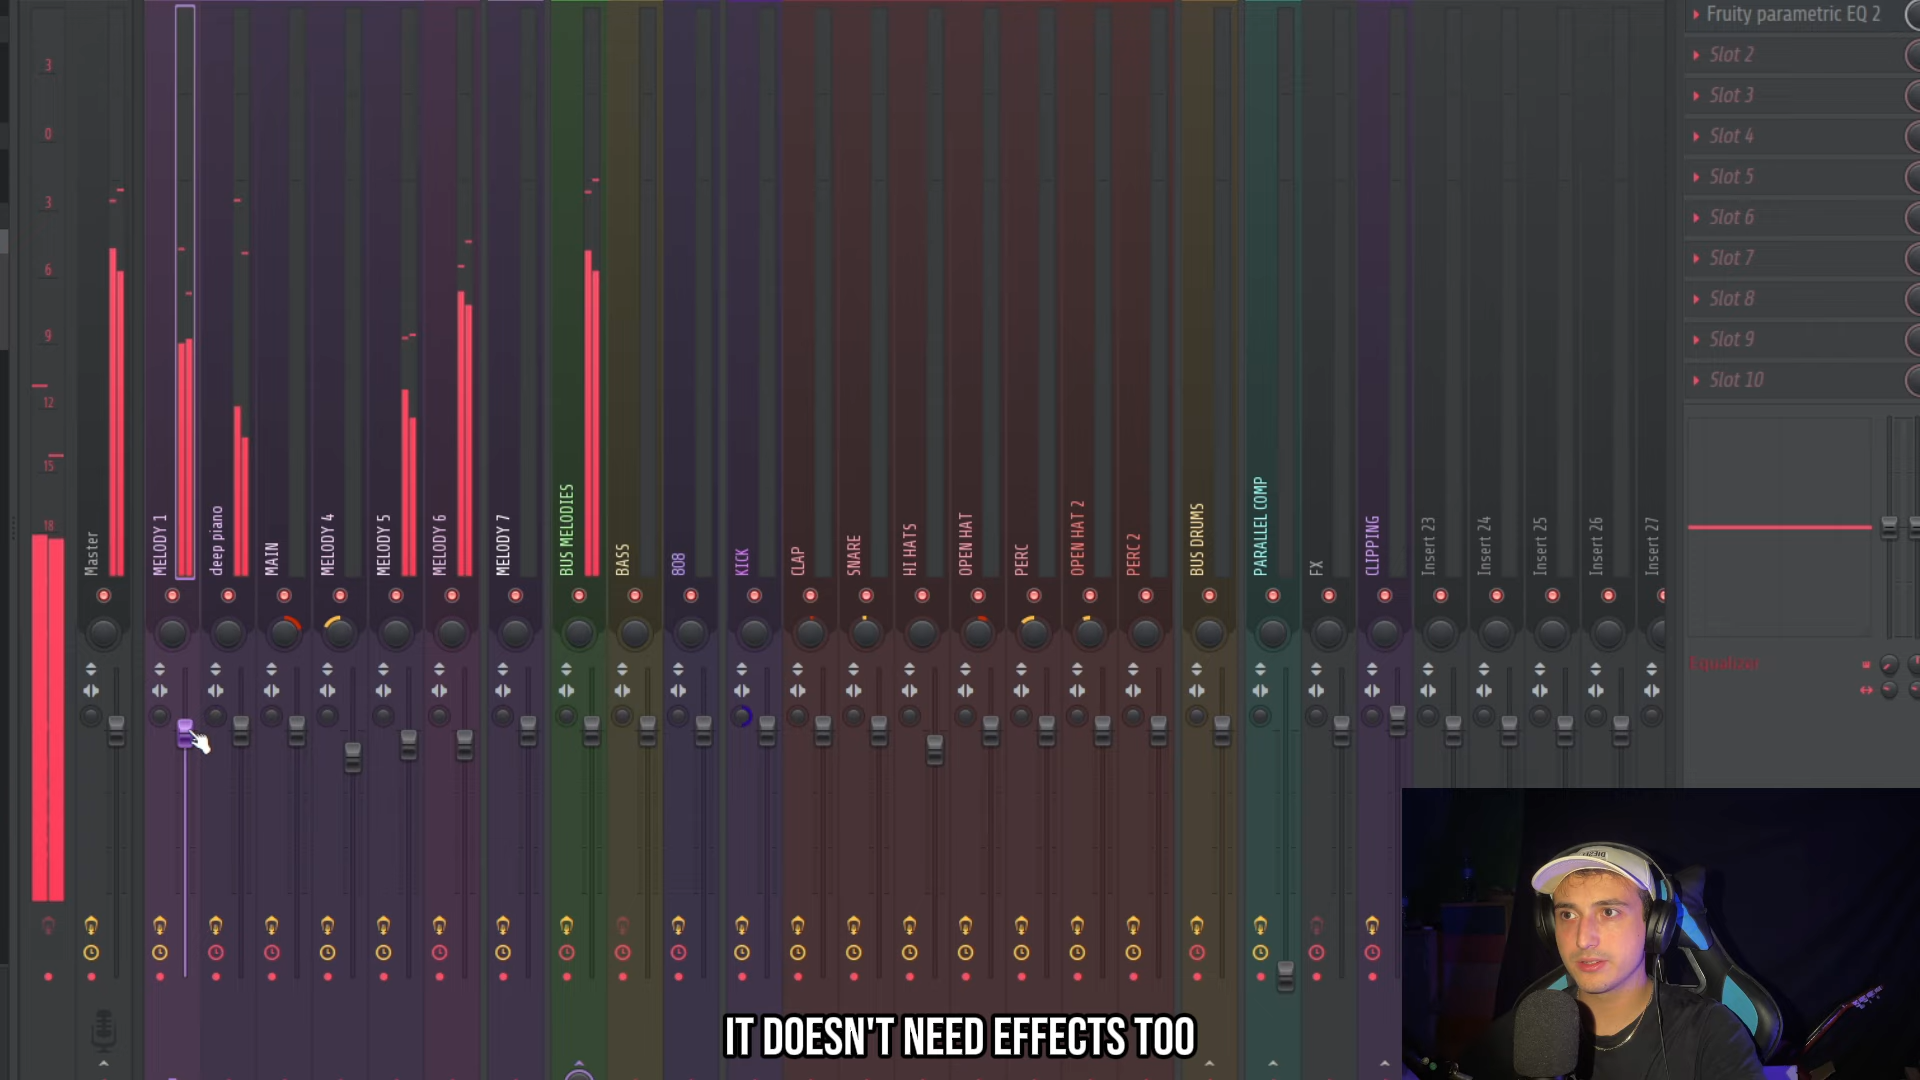 Fruity parametric EQ 2
Slot 2
Slot 3
Slot 4
Slot 5
Slot 6
Slot 7
Slot 8
Slot 9
Slot 10
3
0
3
6
9
12
15
18
Master
MELODY 1
deep piano
MAIN
MELODY 4
MELODY 5
MELODY 6
MELODY 7
BUS MELODIES
BASS
808
KICK
CLAP
SNARE
HI HATS
OPEN HAT
PERC
OPEN HAT 2
PERC 2
BUS DRUMS
PARALLEL COMP
FX
CLIPPING
Insert 23
Insert 24
Insert 25
Insert 26
Insert 27
Equalizer
DIESEL
IT DOESN'T NEED EFFECTS TOO